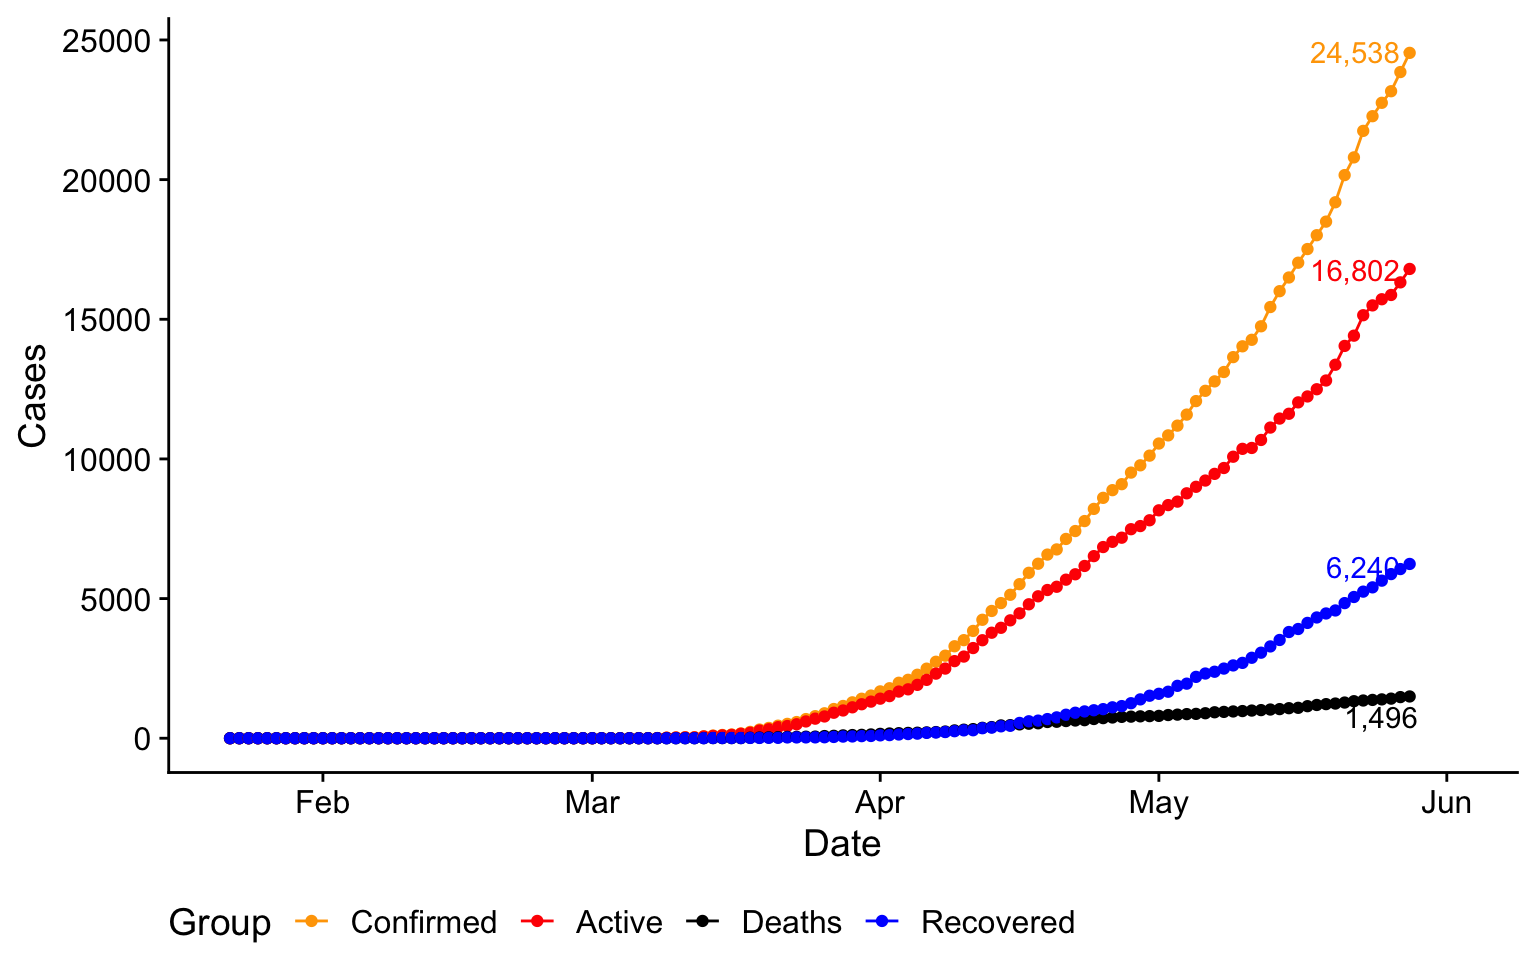 25000
20000
15000
10000
5000
0
Cases
24,538
16,802
6,240
1,496
Feb Mar Apr May Jun
Date
Group Confirmed Active Deaths Recovered